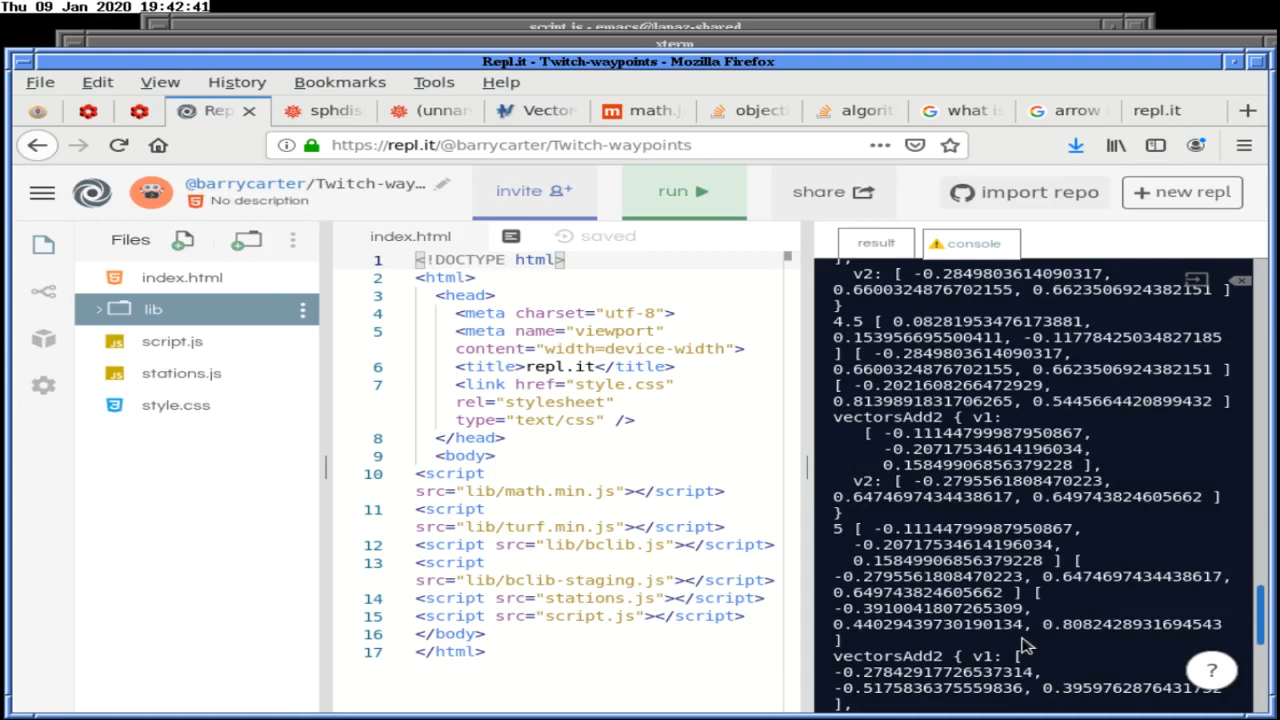 Thu 09 Jan 2020 19:42:41
script.js - emacs@lapaz-shared
xterm
Repl.it - Twitch-waypoints - Mozilla Firefox
File Edit View History Bookmarks Tools Help
Rep sphdis (unna Vector math.j object algorit what is arrow repl.it
https://repl.it/@barrycarter/Twitch-waypoints
@barrycarter/Twitch-way...
No description
invite
run
share
import repo
+ new repl
Files
index.html
lib
script.js
stations.js
style.css
index.html
saved
1 <!DOCTYPE html>
2 <html>
3 <head>
4 <meta charset="utf-8">
5 <meta name="viewport"
content="width=device-width">
6 <title>repl.it</title>
7 <link href="style.css"
rel="stylesheet"
type="text/css" />
8 </head>
9 <body>
10 <script
src="lib/math.min.js"></script>
11 <script
src="lib/turf.min.js"></script>
12 <script src="lib/bclib.js"></script>
13 <script
src="lib/bclib-staging.js"></script>
14 <script src="stations.js"></script>
15 <script src="script.js"></script>
16 </body>
17 </html>
result
console
],
v2: [ -0.2849803614090317,
0.6600324876702155, 0.6623506924382151 ]
}
4.5 [ 0.08281953476173881,
0.153956695500411, -0.11778425034827185
] [ -0.2849803614090317,
0.6600324876702155, 0.6623506924382151 ]
[ -0.2021608266472929,
0.8139891831706265, 0.5445664420899432 ]
vectorsAdd2 { v1:
[ -0.11144799987950867,
-0.20717534614196034,
0.15849906856379228 ],
v2: [ -0.2795561808470223,
0.6474697434438617, 0.649743824605662 ]
}
5 [ -0.11144799987950867,
-0.20717534614196034,
0.15849906856379228 ] [
-0.2795561808470223, 0.6474697434438617,
0.649743824605662 ] [
-0.3910041807265309,
0.44029439730190134, 0.8082428931694543
]
vectorsAdd2 { v1: [
-0.27842917726537314,
-0.5175836375559836,
],
?